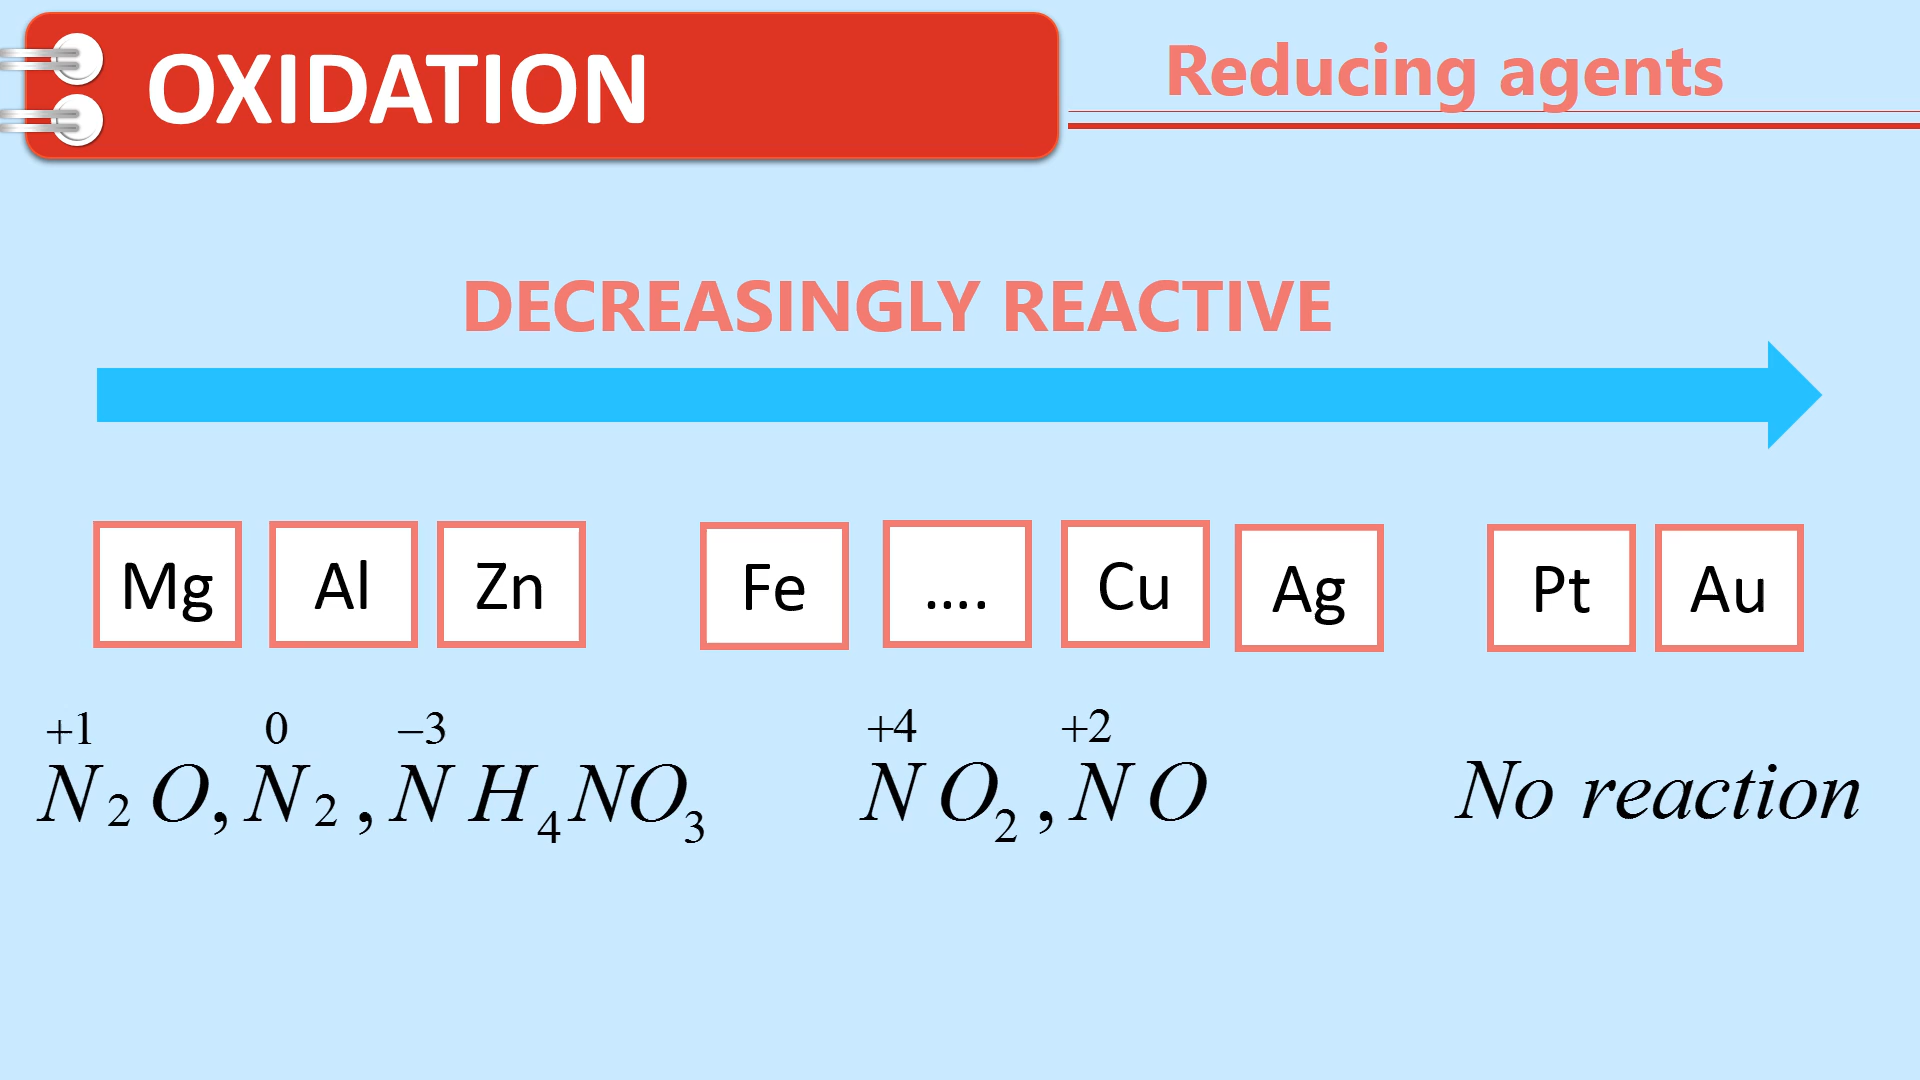 OXIDATION
Reducing agents
DECREASINGLY REACTIVE
Mg Al Zn Fe .... Cu Ag Pt Au
+1 0 −3 +4 +2
N₂O, N₂, NH₄NO₃ NO₂, NO No reaction